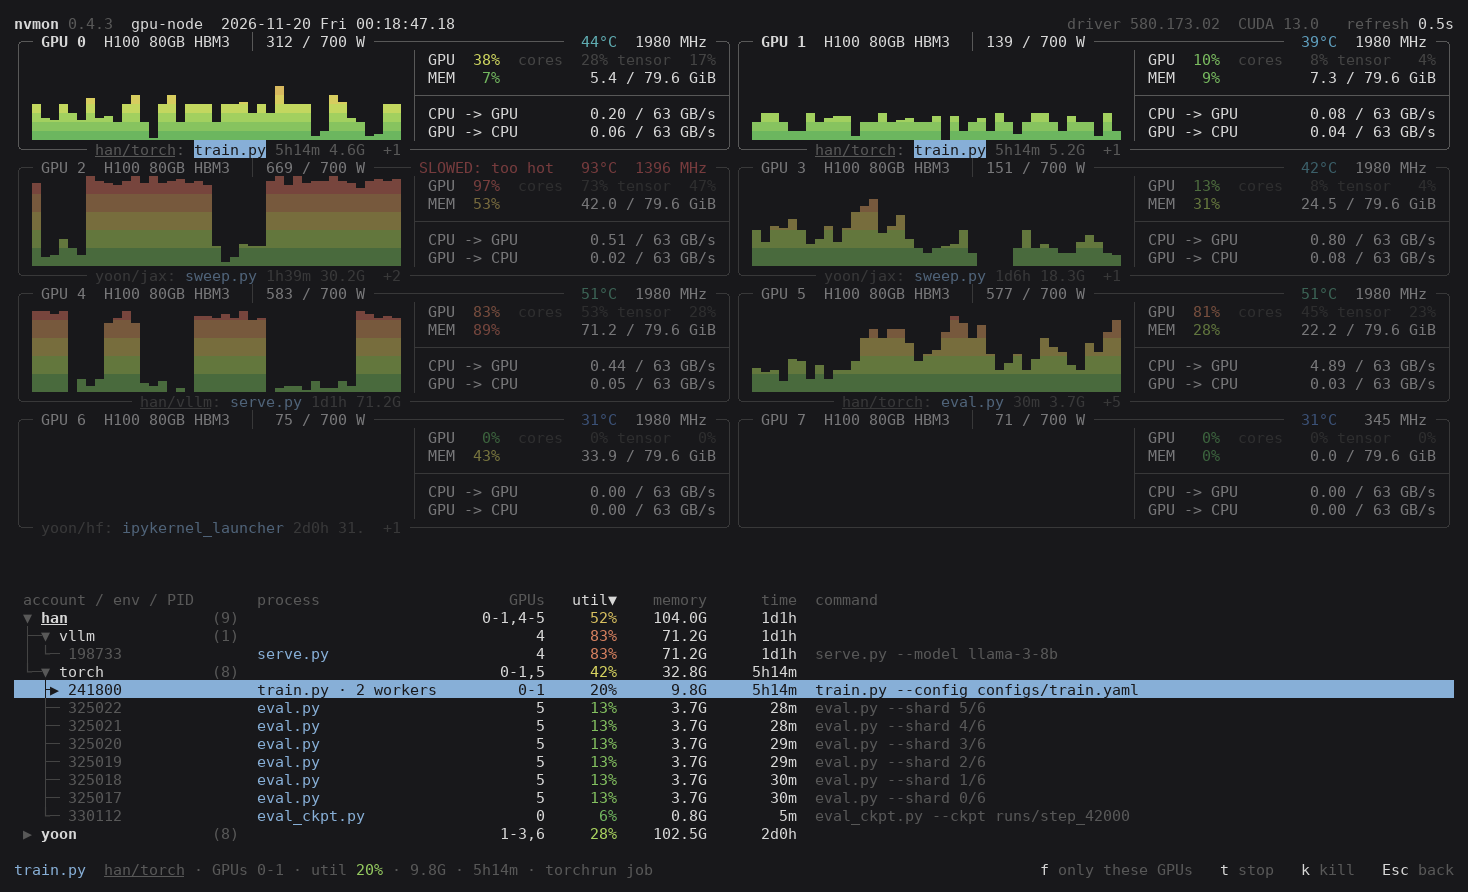 nvmon 0.4.3 gpu-node 2026-11-20 Fri 00:18:47.18 driver 580.173.02 CUDA 13.0 refresh 0.5s
GPU 0 H100 80GB HBM3 312 / 700 W 44°C 1980 MHz
GPU 38% cores 28% tensor 17%
MEM 7% 5.4 / 79.6 GiB
CPU -> GPU 0.20 / 63 GB/s
GPU -> CPU 0.06 / 63 GB/s
han/torch: train.py 5h14m 4.6G +1
GPU 1 H100 80GB HBM3 139 / 700 W 39°C 1980 MHz
GPU 10% cores 8% tensor 4%
MEM 9% 7.3 / 79.6 GiB
CPU -> GPU 0.08 / 63 GB/s
GPU -> CPU 0.04 / 63 GB/s
han/torch: train.py 5h14m 5.2G +1
GPU 2 H100 80GB HBM3 669 / 700 W SLOWED: too hot 93°C 1396 MHz
GPU 97% cores 73% tensor 47%
MEM 53% 42.0 / 79.6 GiB
CPU -> GPU 0.51 / 63 GB/s
GPU -> CPU 0.02 / 63 GB/s
yoon/jax: sweep.py 1h39m 30.2G +2
GPU 3 H100 80GB HBM3 151 / 700 W 42°C 1980 MHz
GPU 13% cores 8% tensor 4%
MEM 31% 24.5 / 79.6 GiB
CPU -> GPU 0.80 / 63 GB/s
GPU -> CPU 0.08 / 63 GB/s
yoon/jax: sweep.py 1d6h 18.3G +1
GPU 4 H100 80GB HBM3 583 / 700 W 51°C 1980 MHz
GPU 83% cores 53% tensor 28%
MEM 89% 71.2 / 79.6 GiB
CPU -> GPU 0.44 / 63 GB/s
GPU -> CPU 0.05 / 63 GB/s
han/vllm: serve.py 1d1h 71.2G
GPU 5 H100 80GB HBM3 577 / 700 W 51°C 1980 MHz
GPU 81% cores 45% tensor 23%
MEM 28% 22.2 / 79.6 GiB
CPU -> GPU 4.89 / 63 GB/s
GPU -> CPU 0.03 / 63 GB/s
han/torch: eval.py 30m 3.7G +5
GPU 6 H100 80GB HBM3 75 / 700 W 31°C 1980 MHz
GPU 0% cores 0% tensor 0%
MEM 43% 33.9 / 79.6 GiB
CPU -> GPU 0.00 / 63 GB/s
GPU -> CPU 0.00 / 63 GB/s
yoon/hf: ipykernel_launcher 2d0h 31. +1
GPU 7 H100 80GB HBM3 71 / 700 W 31°C 345 MHz
GPU 0% cores 0% tensor 0%
MEM 0% 0.0 / 79.6 GiB
CPU -> GPU 0.00 / 63 GB/s
GPU -> CPU 0.00 / 63 GB/s
account / env / PID process GPUs util▼ memory time command
▼ han (9) 0-1,4-5 52% 104.0G 1d1h
▼ vllm (1) 4 83% 71.2G 1d1h
198733 serve.py 4 83% 71.2G 1d1h serve.py --model llama-3-8b
▼ torch (8) 0-1,5 42% 32.8G 5h14m
▶ 241800 train.py · 2 workers 0-1 20% 9.8G 5h14m train.py --config configs/train.yaml
325022 eval.py 5 13% 3.7G 28m eval.py --shard 5/6
325021 eval.py 5 13% 3.7G 28m eval.py --shard 4/6
325020 eval.py 5 13% 3.7G 29m eval.py --shard 3/6
325019 eval.py 5 13% 3.7G 29m eval.py --shard 2/6
325018 eval.py 5 13% 3.7G 30m eval.py --shard 1/6
325017 eval.py 5 13% 3.7G 30m eval.py --shard 0/6
330112 eval_ckpt.py 0 6% 0.8G 5m eval_ckpt.py --ckpt runs/step_42000
▶ yoon (8) 1-3,6 28% 102.5G 2d0h
train.py han/torch · GPUs 0-1 · util 20% · 9.8G · 5h14m · torchrun job f only these GPUs t stop k kill Esc back